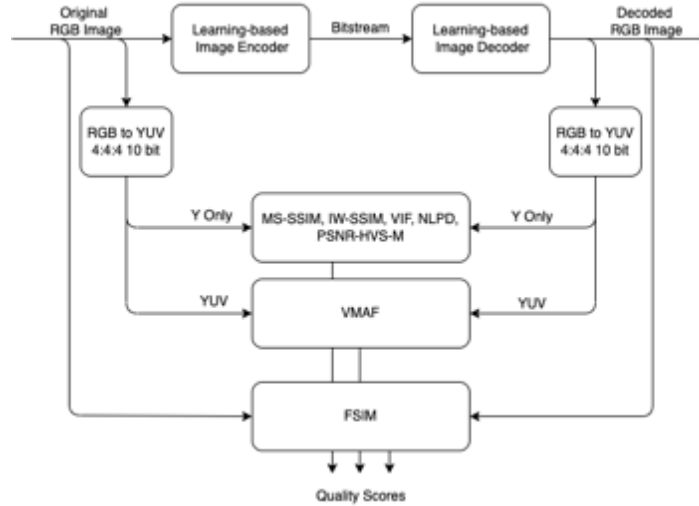 Original
RGB Image
Learning-based
Image Encoder
Bitstream
Learning-based
Image Decoder
Decoded
RGB Image
RGB to YUV
4:4:4 10 bit
RGB to YUV
4:4:4 10 bit
Y Only
MS-SSIM, IW-SSIM, VIF, NLPD,
PSNR-HVS-M
Y Only
YUV
VMAF
YUV
FSIM
Quality Scores